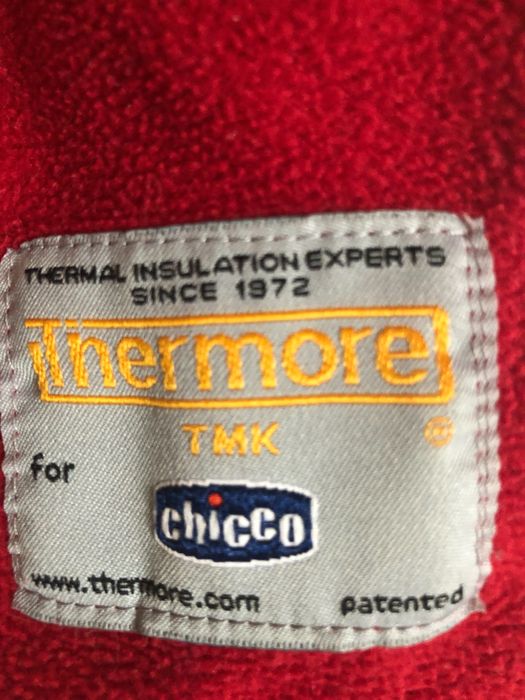 THERMAL INSULATION EXPERTS
SINCE 1972
Thermore
TMK ®
for
chicco
www.thermore.com patented